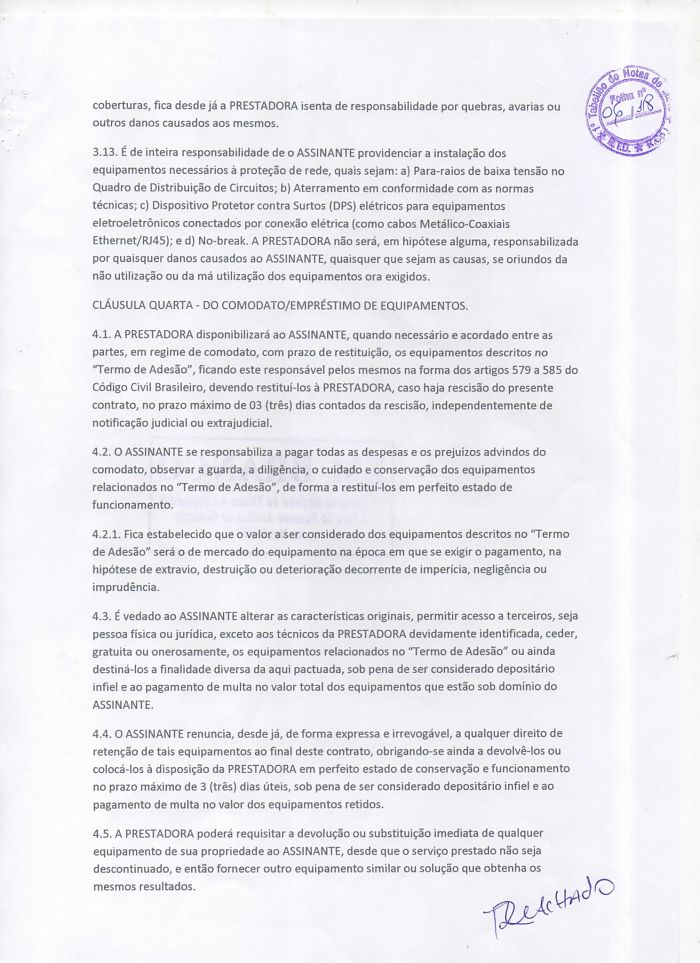 1º Tabelião de Notas de
Folha nº
06 / 18
R.T.D.
coberturas, fica desde já a PRESTADORA isenta de responsabilidade por quebras, avarias ou
outros danos causados aos mesmos.
3.13. É de inteira responsabilidade de o ASSINANTE providenciar a instalação dos
equipamentos necessários à proteção de rede, quais sejam: a) Para-raios de baixa tensão no
Quadro de Distribuição de Circuitos; b) Aterramento em conformidade com as normas
técnicas; c) Dispositivo Protetor contra Surtos (DPS) elétricos para equipamentos
eletroeletrônicos conectados por conexão elétrica (como cabos Metálico-Coaxiais
Ethernet/RJ45); e d) No-break. A PRESTADORA não será, em hipótese alguma, responsabilizada
por quaisquer danos causados ao ASSINANTE, quaisquer que sejam as causas, se oriundos da
não utilização ou da má utilização dos equipamentos ora exigidos.
CLÁUSULA QUARTA - DO COMODATO/EMPRÉSTIMO DE EQUIPAMENTOS.
4.1. A PRESTADORA disponibilizará ao ASSINANTE, quando necessário e acordado entre as
partes, em regime de comodato, com prazo de restituição, os equipamentos descritos no
“Termo de Adesão”, ficando este responsável pelos mesmos na forma dos artigos 579 a 585 do
Código Civil Brasileiro, devendo restituí-los à PRESTADORA, caso haja rescisão do presente
contrato, no prazo máximo de 03 (três) dias contados da rescisão, independentemente de
notificação judicial ou extrajudicial.
4.2. O ASSINANTE se responsabiliza a pagar todas as despesas e os prejuízos advindos do
comodato, observar a guarda, a diligência, o cuidado e conservação dos equipamentos
relacionados no “Termo de Adesão”, de forma a restituí-los em perfeito estado de
funcionamento.
4.2.1. Fica estabelecido que o valor a ser considerado dos equipamentos descritos no “Termo
de Adesão” será o de mercado do equipamento na época em que se exigir o pagamento, na
hipótese de extravio, destruição ou deterioração decorrente de imperícia, negligência ou
imprudência.
4.3. É vedado ao ASSINANTE alterar as características originais, permitir acesso a terceiros, seja
pessoa física ou jurídica, exceto aos técnicos da PRESTADORA devidamente identificada, ceder,
gratuita ou onerosamente, os equipamentos relacionados no “Termo de Adesão” ou ainda
destiná-los a finalidade diversa da aqui pactuada, sob pena de ser considerado depositário
infiel e ao pagamento de multa no valor total dos equipamentos que estão sob domínio do
ASSINANTE.
4.4. O ASSINANTE renuncia, desde já, de forma expressa e irrevogável, a qualquer direito de
retenção de tais equipamentos ao final deste contrato, obrigando-se ainda a devolvê-los ou
colocá-los à disposição da PRESTADORA em perfeito estado de conservação e funcionamento
no prazo máximo de 3 (três) dias úteis, sob pena de ser considerado depositário infiel e ao
pagamento de multa no valor dos equipamentos retidos.
4.5. A PRESTADORA poderá requisitar a devolução ou substituição imediata de qualquer
equipamento de sua propriedade ao ASSINANTE, desde que o serviço prestado não seja
descontinuado, e então fornecer outro equipamento similar ou solução que obtenha os
mesmos resultados.